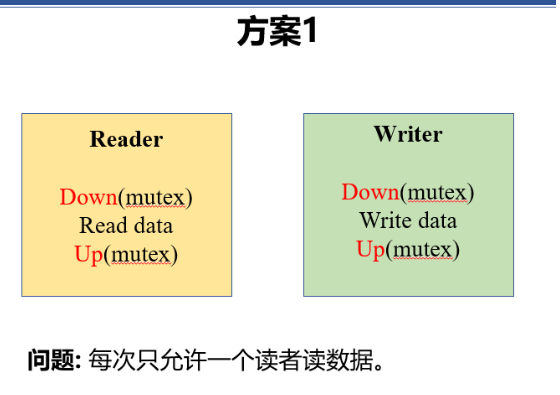 方案1
Reader
Down(mutex)
Read data
Up(mutex)
Writer
Down(mutex)
Write data
Up(mutex)
问题: 每次只允许一个读者读数据。